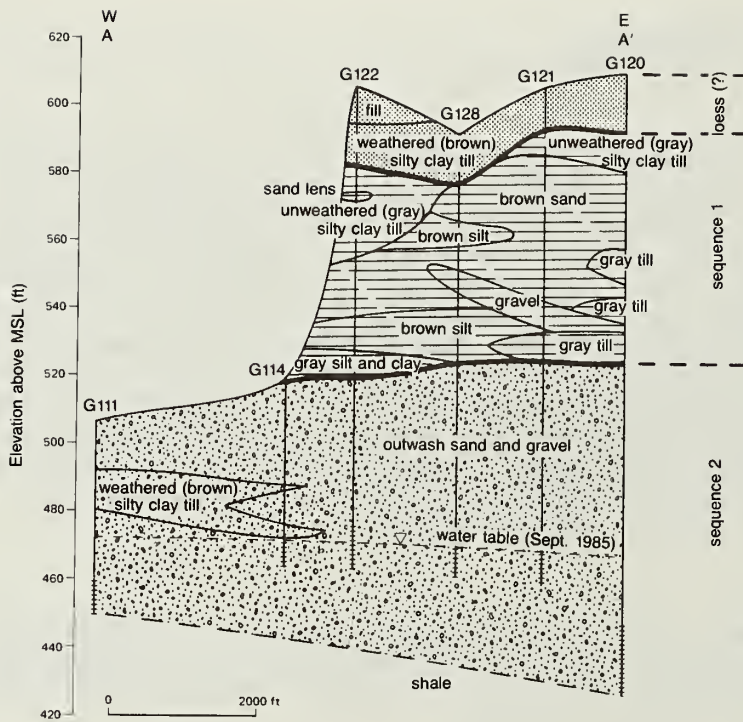 W
A
E
A'
620
600
580
560
540
520
500
480
460
440
420
Elevation above MSL (ft)
G122
G121
G120
G128
fill
weathered (brown)
silty clay till
unweathered (gray)
silty clay till
sand lens
unweathered (gray)
silty clay till
brown sand
brown silt
gray till
gravel
gray till
brown silt
gray till
gray silt and clay
G114
G111
outwash sand and gravel
weathered (brown)
silty clay till
water table (Sept. 1985)
shale
0
2000 ft
loess (?)
sequence 1
sequence 2